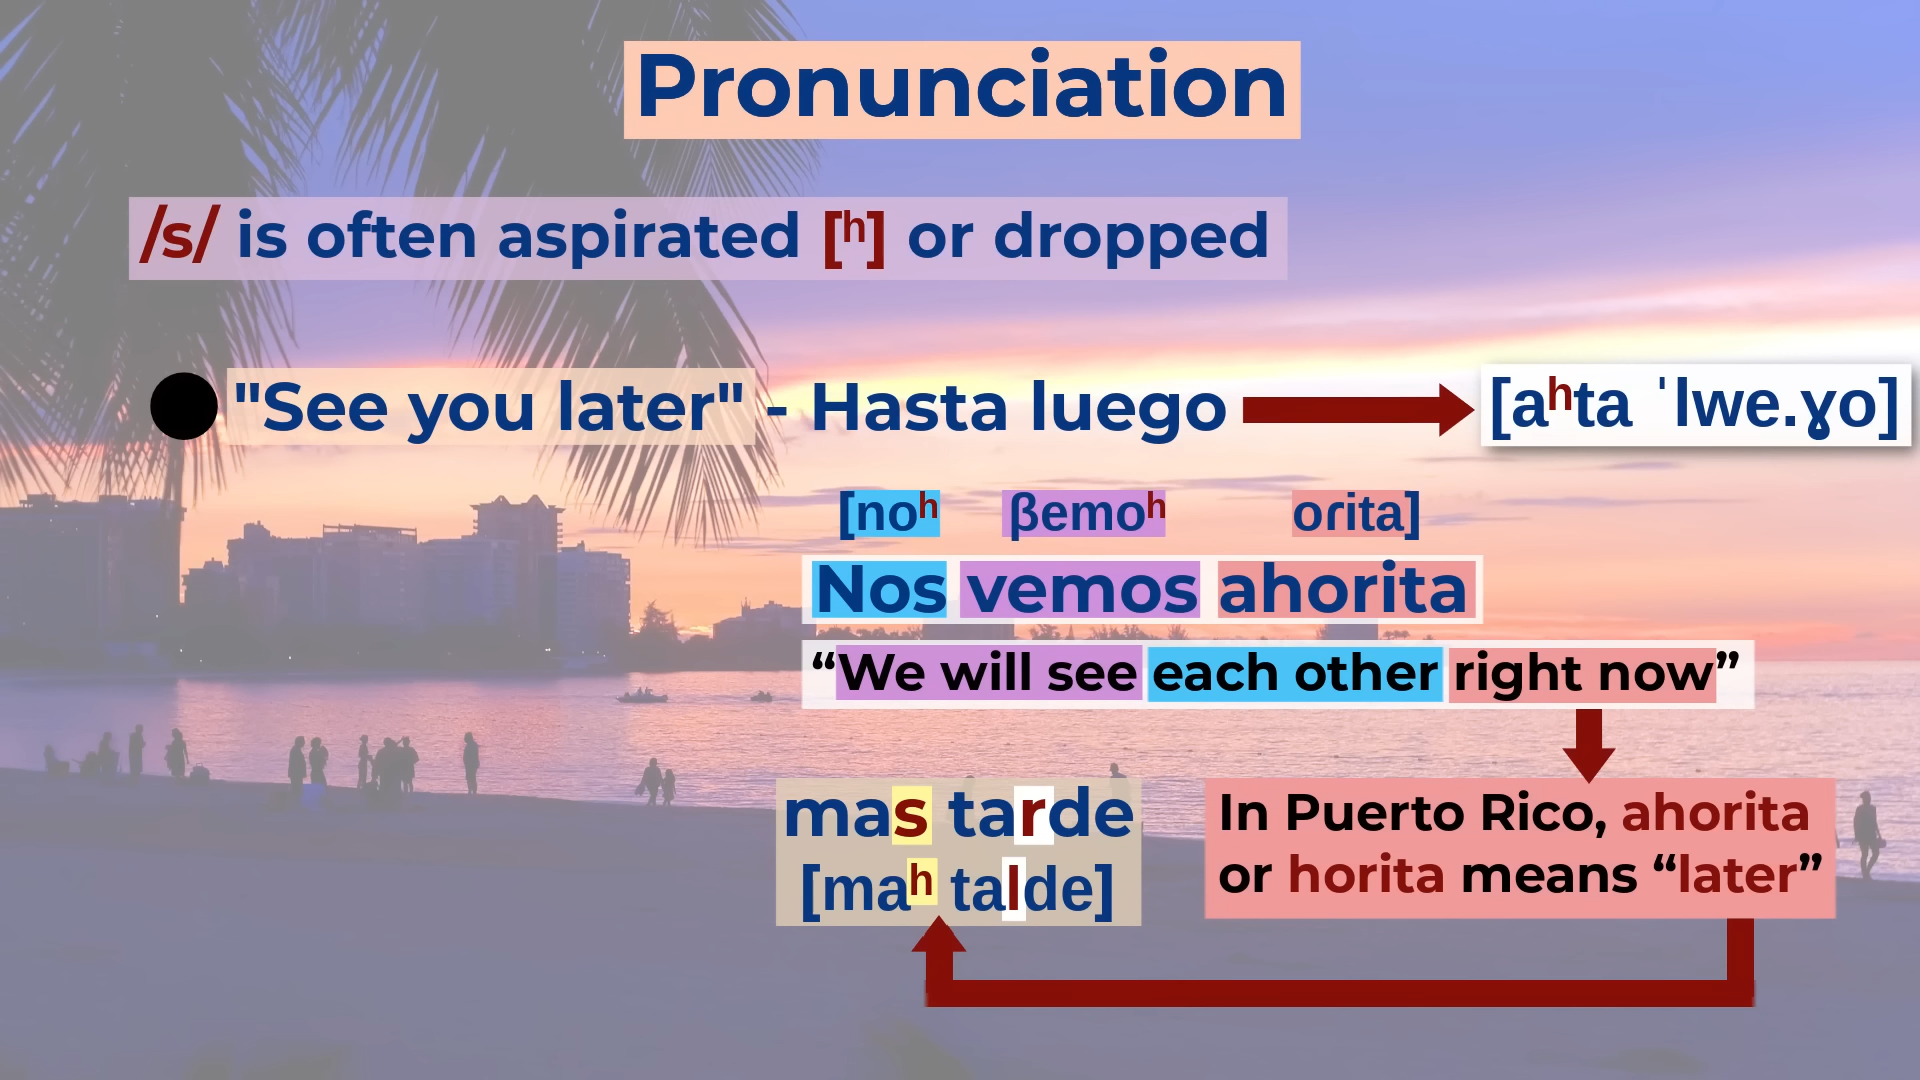 Pronunciation
/s/ is often aspirated [ʰ] or dropped
"See you later" - Hasta luego [aʰta ˈlwe.ɣo]
[noʰ βemoʰ oɾita]
Nos vemos ahorita
“We will see each other right now”
mas tarde
[maʰ talde]
In Puerto Rico, ahorita
or horita means “later”